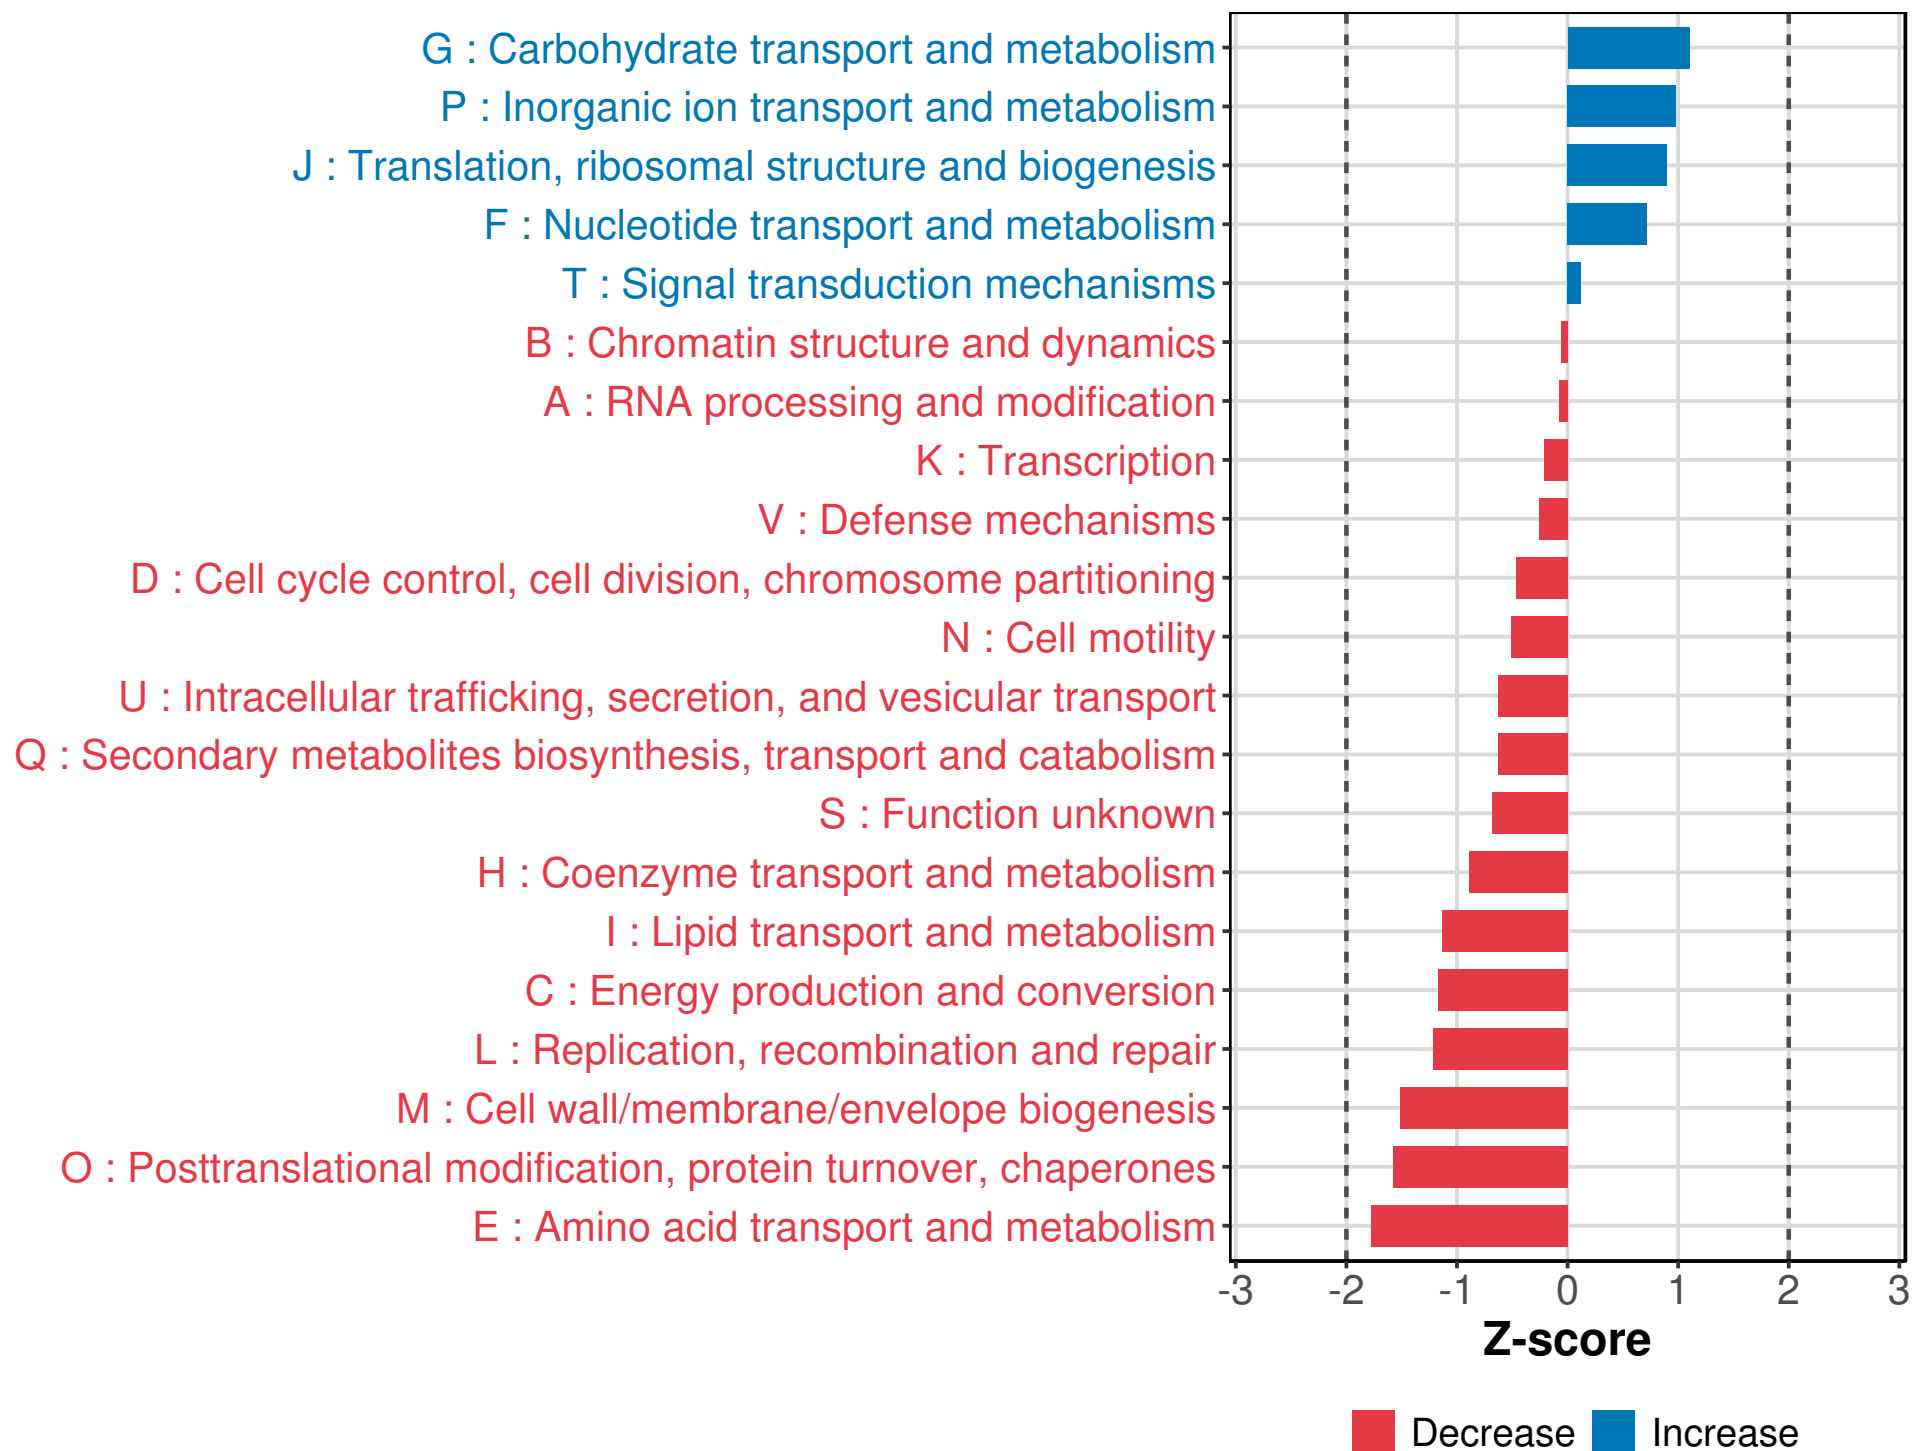 G : Carbohydrate transport and metabolism
P : Inorganic ion transport and metabolism
J : Translation, ribosomal structure and biogenesis
F : Nucleotide transport and metabolism
T : Signal transduction mechanisms
B : Chromatin structure and dynamics
A : RNA processing and modification
K : Transcription
V : Defense mechanisms
D : Cell cycle control, cell division, chromosome partitioning
N : Cell motility
U : Intracellular trafficking, secretion, and vesicular transport
Q : Secondary metabolites biosynthesis, transport and catabolism
S : Function unknown
H : Coenzyme transport and metabolism
I : Lipid transport and metabolism
C : Energy production and conversion
L : Replication, recombination and repair
M : Cell wall/membrane/envelope biogenesis
O : Posttranslational modification, protein turnover, chaperones
E : Amino acid transport and metabolism
-3 -2 -1 0 1 2 3
Z-score
Decrease Increase